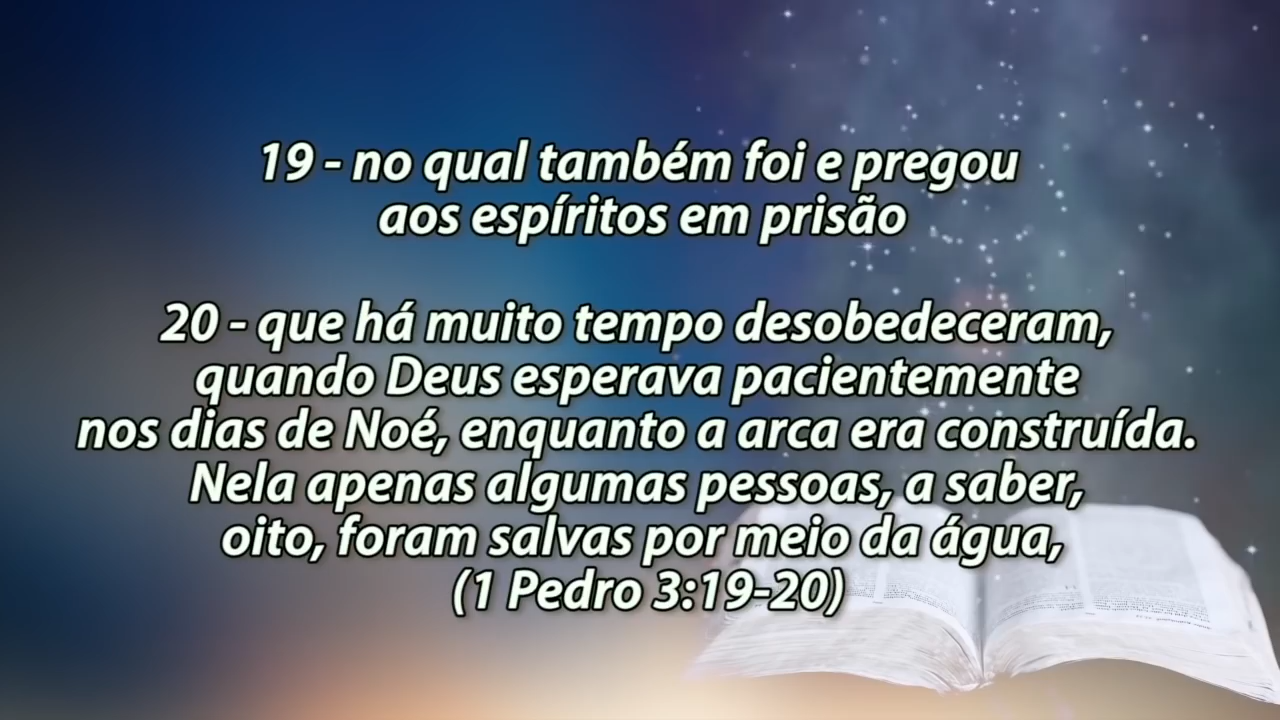 19 - no qual também foi e pregou
aos espíritos em prisão
20 - que há muito tempo desobedeceram,
quando Deus esperava pacientemente
nos dias de Noé, enquanto a arca era construída.
Nela apenas algumas pessoas, a saber,
oito, foram salvas por meio da água,
(1 Pedro 3:19-20)